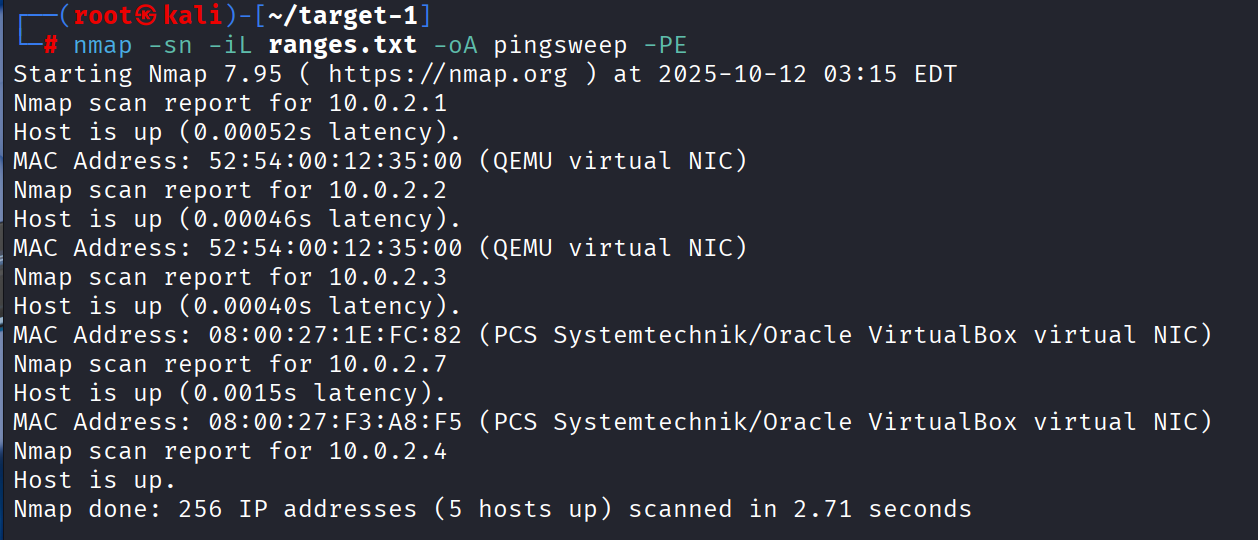 ┌──(root㉿kali)-[~/target-1]
└─# nmap -sn -iL ranges.txt -oA pingsweep -PE
Starting Nmap 7.95 ( https://nmap.org ) at 2025-10-12 03:15 EDT
Nmap scan report for 10.0.2.1
Host is up (0.00052s latency).
MAC Address: 52:54:00:12:35:00 (QEMU virtual NIC)
Nmap scan report for 10.0.2.2
Host is up (0.00046s latency).
MAC Address: 52:54:00:12:35:00 (QEMU virtual NIC)
Nmap scan report for 10.0.2.3
Host is up (0.00040s latency).
MAC Address: 08:00:27:1E:FC:82 (PCS Systemtechnik/Oracle VirtualBox virtual NIC)
Nmap scan report for 10.0.2.7
Host is up (0.0015s latency).
MAC Address: 08:00:27:F3:A8:F5 (PCS Systemtechnik/Oracle VirtualBox virtual NIC)
Nmap scan report for 10.0.2.4
Host is up.
Nmap done: 256 IP addresses (5 hosts up) scanned in 2.71 seconds